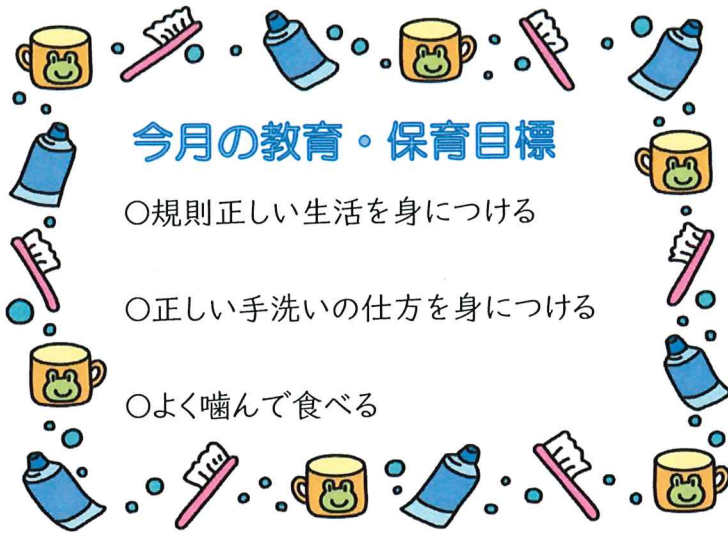 今月の教育・保育目標
○規則正しい生活を身につける
○正しい手洗いの仕方を身につける
○よく噛んで食べる